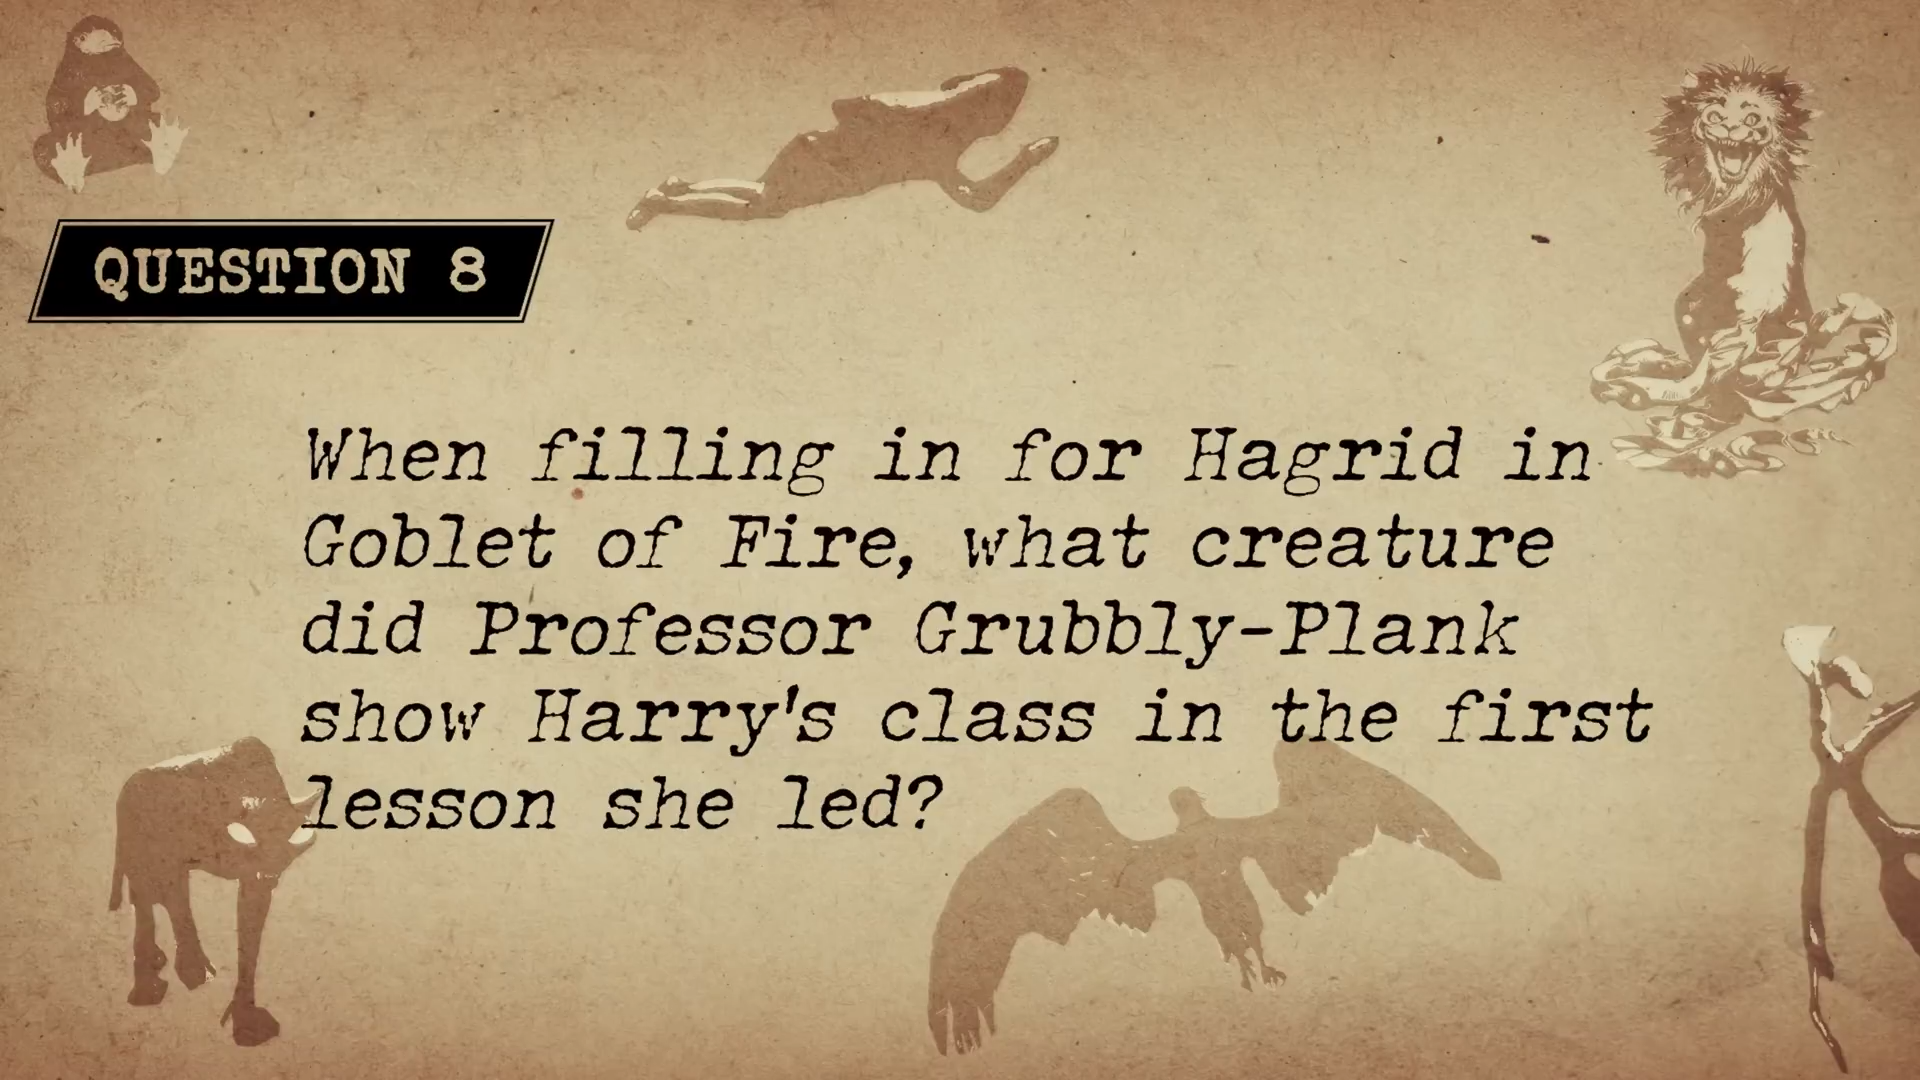 QUESTION 8
When filling in for Hagrid in
Goblet of Fire, what creature
did Professor Grubbly-Plank
show Harry's class in the first
lesson she led?